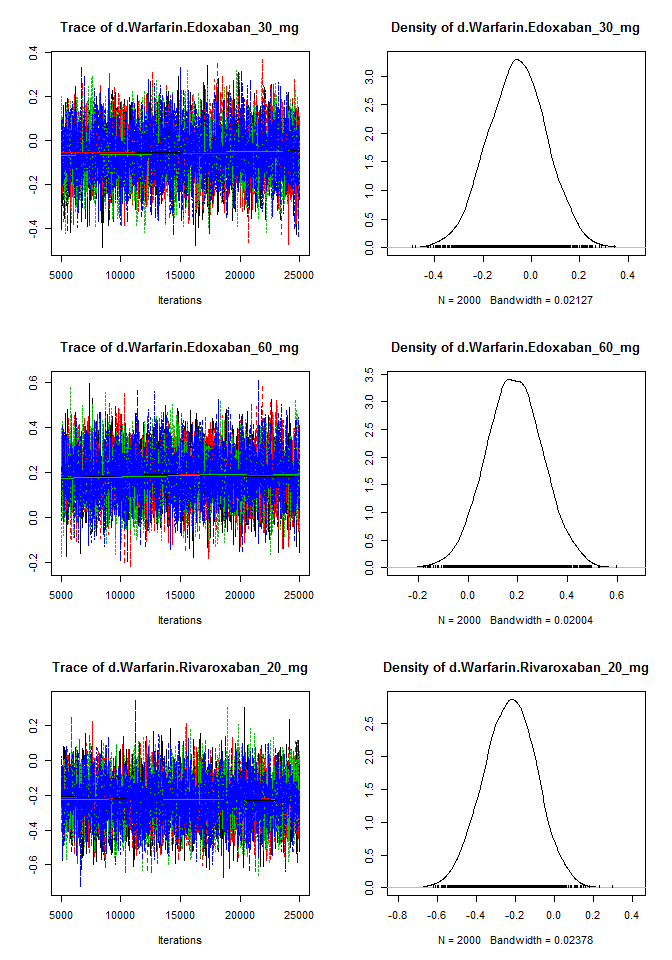 Trace of d.Warfarin.Edoxaban_30_mg
0.4
0.2
0.0
-0.2
-0.4
5000 10000 15000 20000 25000
Iterations
Density of d.Warfarin.Edoxaban_30_mg
3.0
2.5
2.0
1.5
1.0
0.5
0.0
-0.4 -0.2 0.0 0.2 0.4
N = 2000 Bandwidth = 0.02127
Trace of d.Warfarin.Edoxaban_60_mg
0.6
0.4
0.2
0.0
-0.2
5000 10000 15000 20000 25000
Iterations
Density of d.Warfarin.Edoxaban_60_mg
3.5
3.0
2.5
2.0
1.5
1.0
0.5
0.0
-0.2 0.0 0.2 0.4 0.6
N = 2000 Bandwidth = 0.02004
Trace of d.Warfarin.Rivaroxaban_20_mg
0.2
0.0
-0.2
-0.4
-0.6
5000 10000 15000 20000 25000
Iterations
Density of d.Warfarin.Rivaroxaban_20_mg
2.5
2.0
1.5
1.0
0.5
0.0
-0.8 -0.6 -0.4 -0.2 0.0 0.2 0.4
N = 2000 Bandwidth = 0.02378